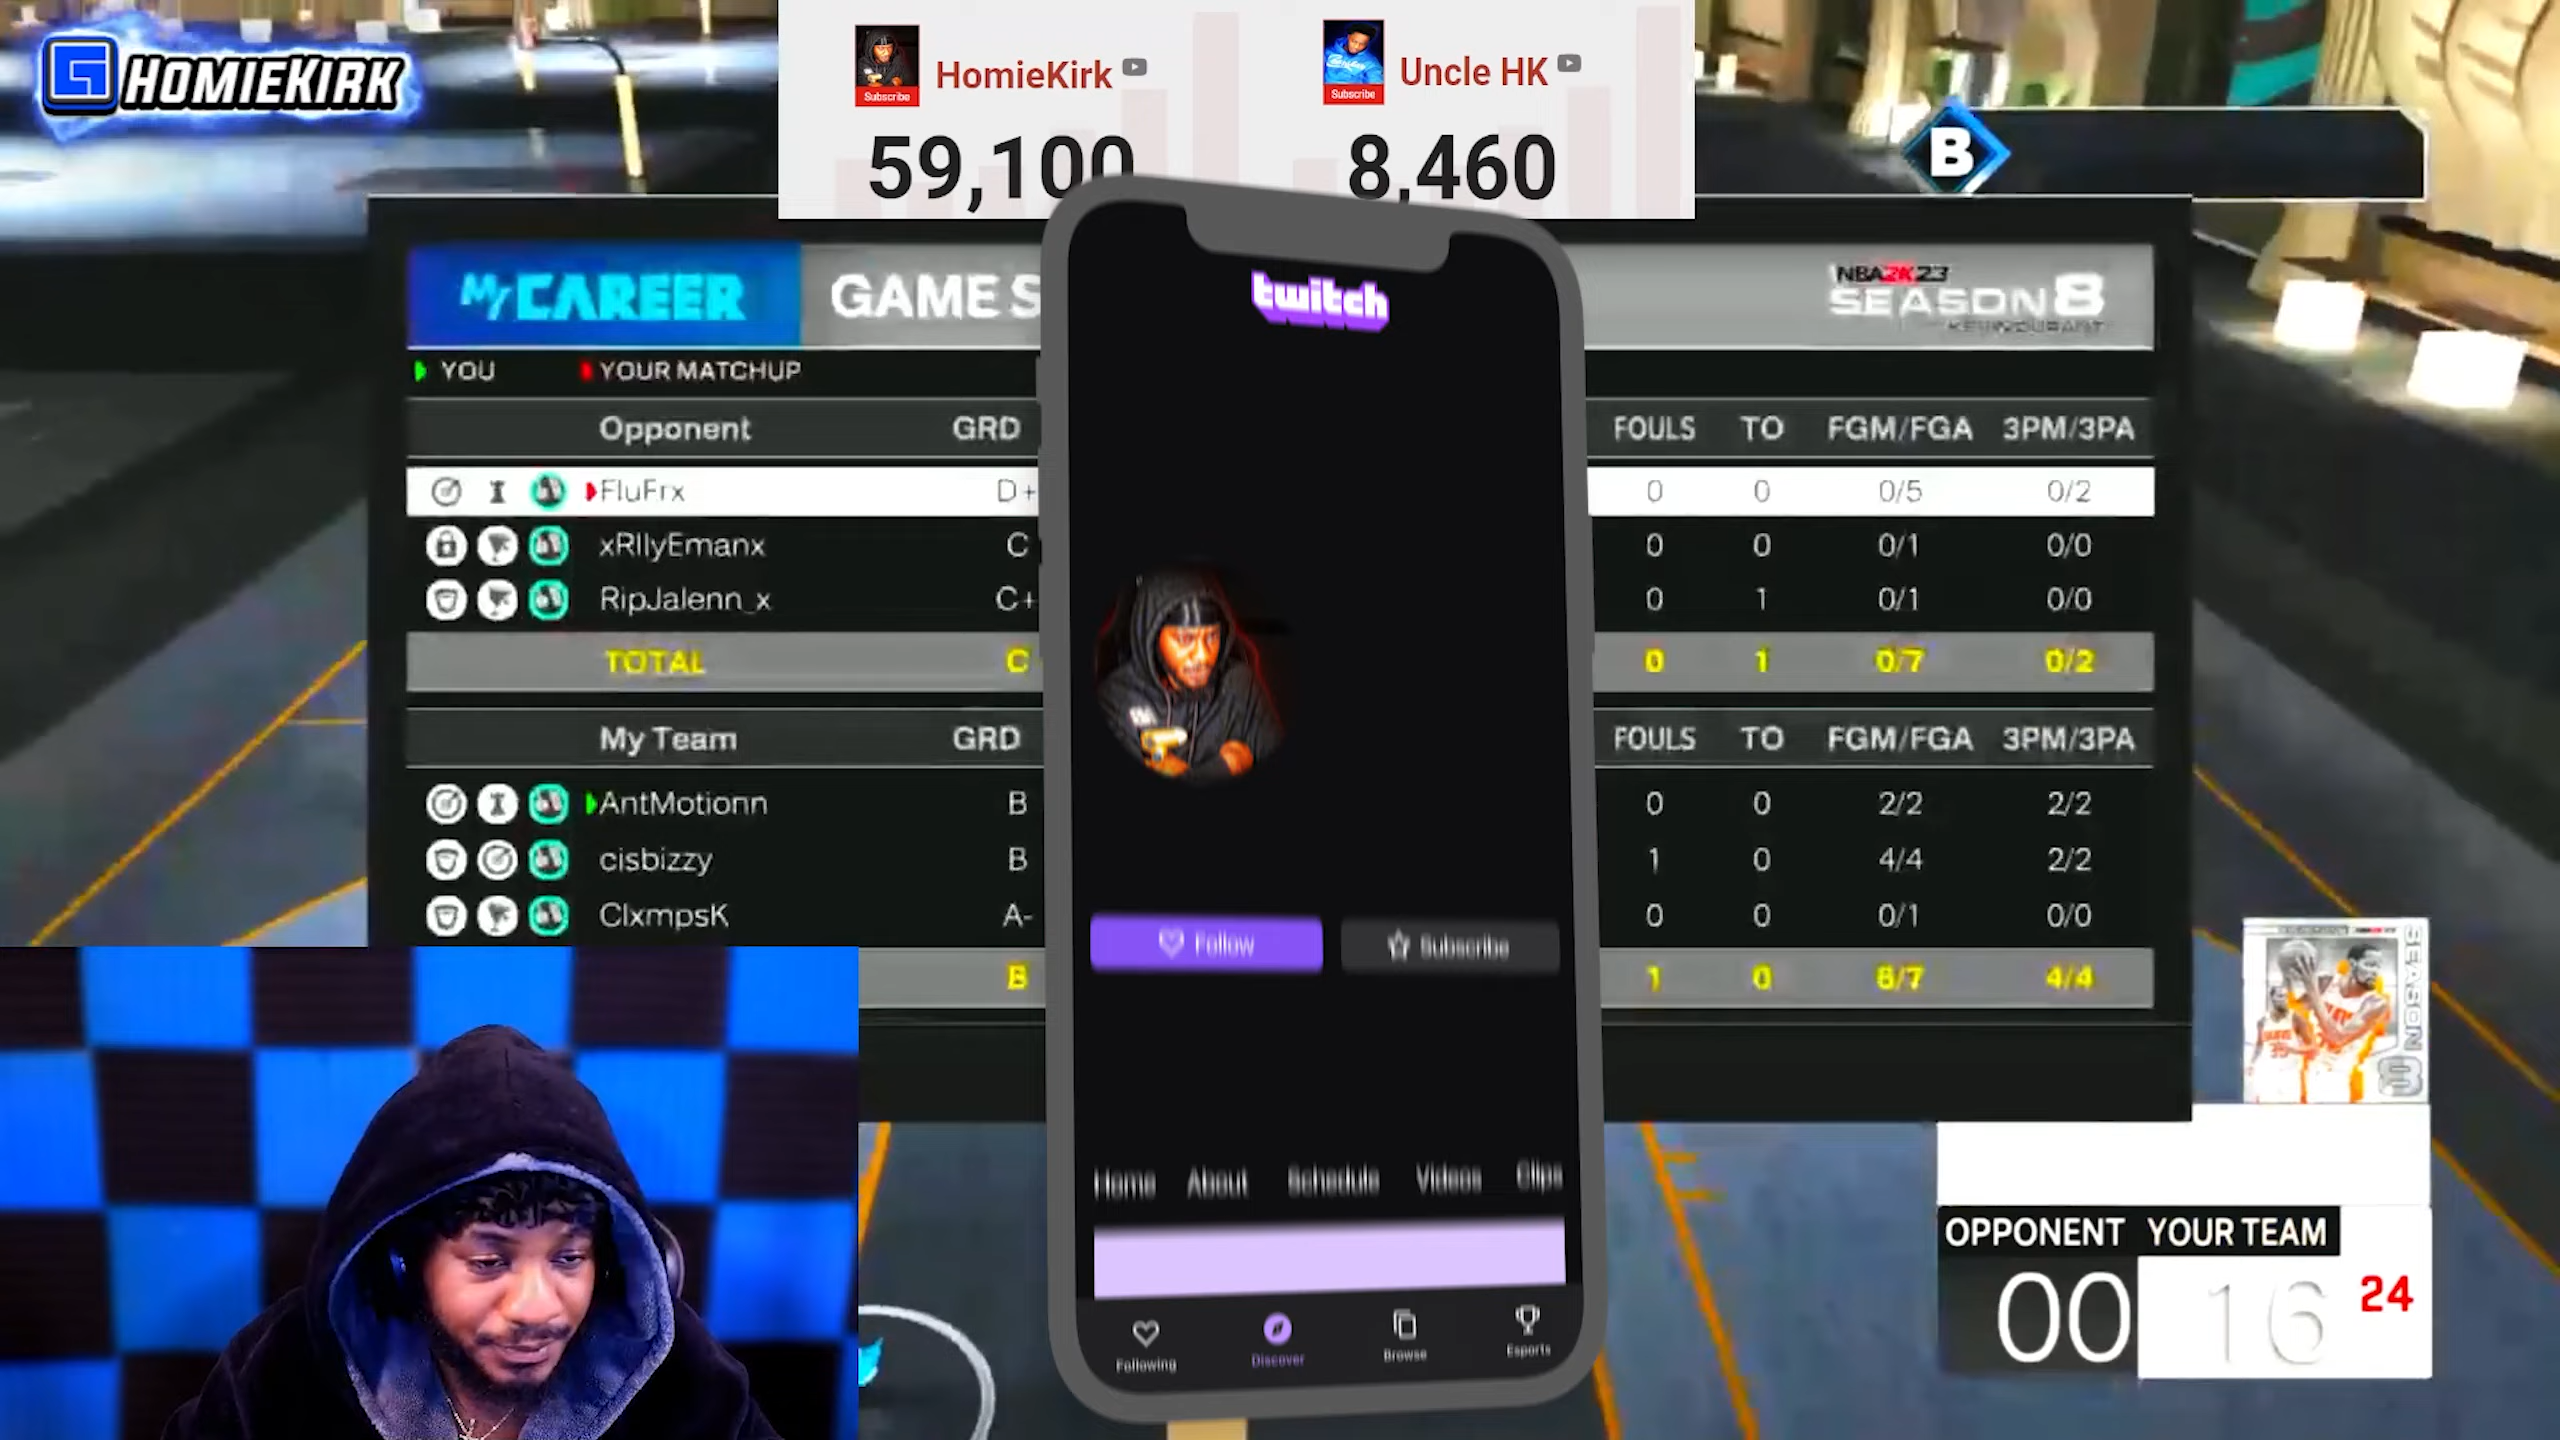 HOMIEKIRK
HomieKirk
Subscribe
59,100
Uncle HK
Subscribe
8,460
B
MyCAREER
GAME S
NBA 2K23
SEASON 8
KEVIN DURANT
YOU YOUR MATCHUP
Opponent GRD FOULS TO FGM/FGA 3PM/3PA
FluFrx D+ 0 0 0/5 0/2
xRllyEmanx C 0 0 0/1 0/0
RipJalenn_x C+ 0 1 0/1 0/0
TOTAL C 0 1 0/7 0/2
My Team GRD FOULS TO FGM/FGA 3PM/3PA
AntMotionn B 0 0 2/2 2/2
cisbizzy B 1 0 4/4 2/2
ClxmpsK A- 0 0 0/1 0/0
B 1 0 6/7 4/4
twitch
Follow Subscribe
Home About Schedule Videos Clips
Following Discover Browse Esports
SEASON 8
OPPONENT YOUR TEAM
00 16 24